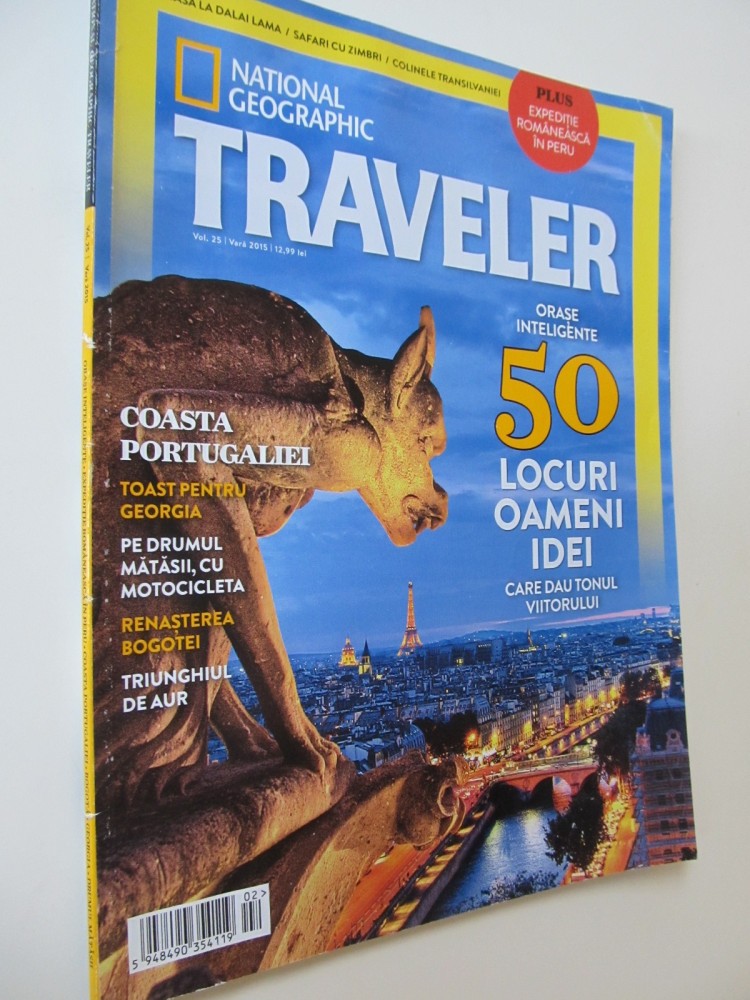 LA DALAI LAMA / SAFARI CU ZIMBRI / COLINELE TRANSILVANIEI
PLUS
EXPEDIȚIE
ROMÂNEASCĂ
ÎN PERU
NATIONAL
GEOGRAPHIC
TRAVELER
Vol. 25 | Vară 2015 | 12,99 lei
ORAȘE
INTELIGENTE
50
LOCURI
OAMENI
IDEI
CARE DAU TONUL
VIITORULUI
COASTA
PORTUGALIEI
TOAST PENTRU
GEORGIA
PE DRUMUL
MĂTĂSII, CU
MOTOCICLETA
RENAȘTEREA
BOGOTEI
TRIUNGHIUL
DE AUR
02>
5 948490 354119